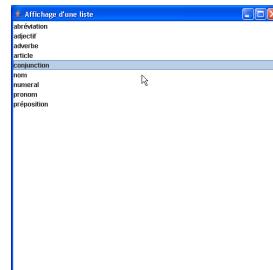 Affichage d'une liste
abréviation
adjectif
adverbe
article
conjunction
nom
numeral
pronom
préposition